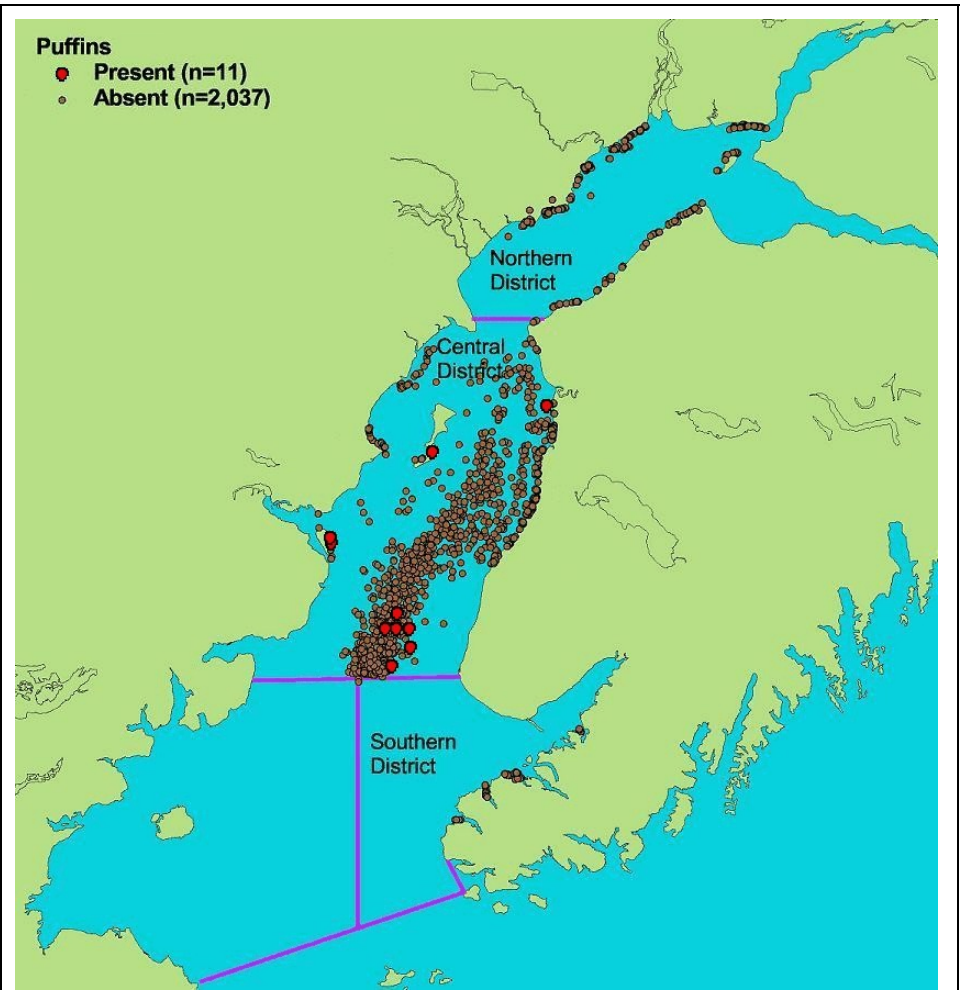 Puffins
Present (n=11)
Absent (n=2,037)
Northern
District
Central
District
Southern
District